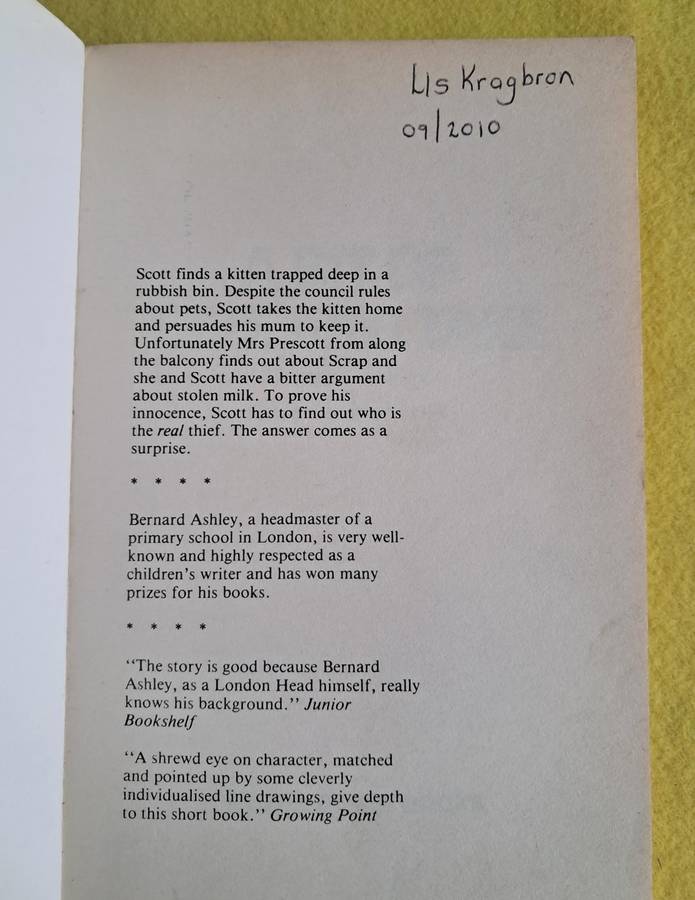 Lis Kragbron
09/2010
Scott finds a kitten trapped deep in a
rubbish bin. Despite the council rules
about pets, Scott takes the kitten home
and persuades his mum to keep it.
Unfortunately Mrs Prescott from along
the balcony finds out about Scrap and
she and Scott have a bitter argument
about stolen milk. To prove his
innocence, Scott has to find out who is
the real thief. The answer comes as a
surprise.
* * * *
Bernard Ashley, a headmaster of a
primary school in London, is very well-
known and highly respected as a
children's writer and has won many
prizes for his books.
* * * *
"The story is good because Bernard
Ashley, as a London Head himself, really
knows his background." Junior
Bookshelf
"A shrewd eye on character, matched
and pointed up by some cleverly
individualised line drawings, give depth
to this short book." Growing Point